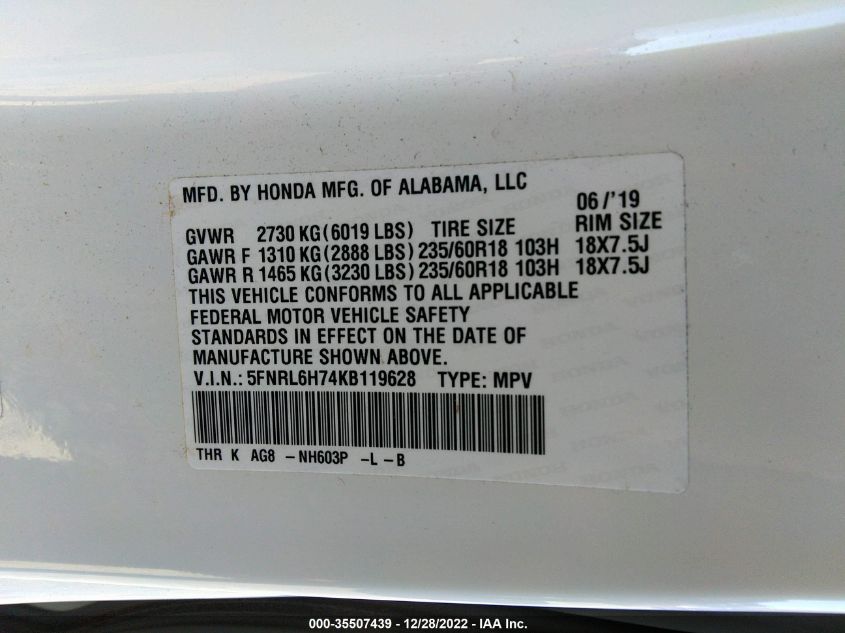 MFD. BY HONDA MFG. OF ALABAMA, LLC 06/'19
GVWR 2730 KG(6019 LBS) TIRE SIZE RIM SIZE
GAWR F 1310 KG(2888 LBS) 235/60R18 103H 18X7.5J
GAWR R 1465 KG(3230 LBS) 235/60R18 103H 18X7.5J
THIS VEHICLE CONFORMS TO ALL APPLICABLE
FEDERAL MOTOR VEHICLE SAFETY
STANDARDS IN EFFECT ON THE DATE OF
MANUFACTURE SHOWN ABOVE.
V.I.N.: 5FNRL6H74KB119628 TYPE: MPV
THR K AG8 -NH603P -L-B
000-35507439 - 12/28/2022 - IAA Inc.